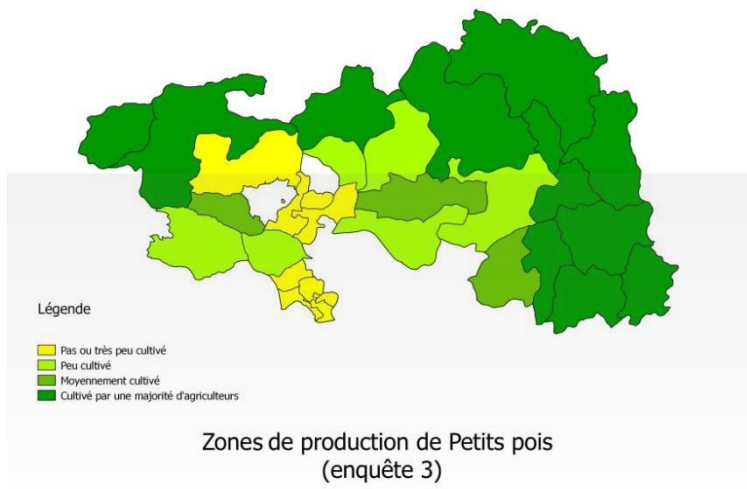 Légende
Pas ou très peu cultivé
Peu cultivé
Moyennement cultivé
Cultivé par une majorité d'agriculteurs
Zones de production de Petits pois
(enquête 3)